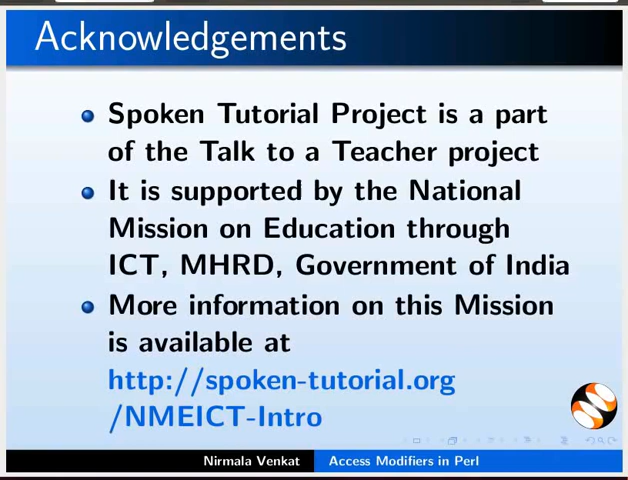 Acknowledgements
Spoken Tutorial Project is a part
of the Talk to a Teacher project
It is supported by the National
Mission on Education through
ICT, MHRD, Government of India
More information on this Mission
is available at
http://spoken-tutorial.org
/NMEICT-Intro
Nirmala Venkat Access Modifiers in Perl